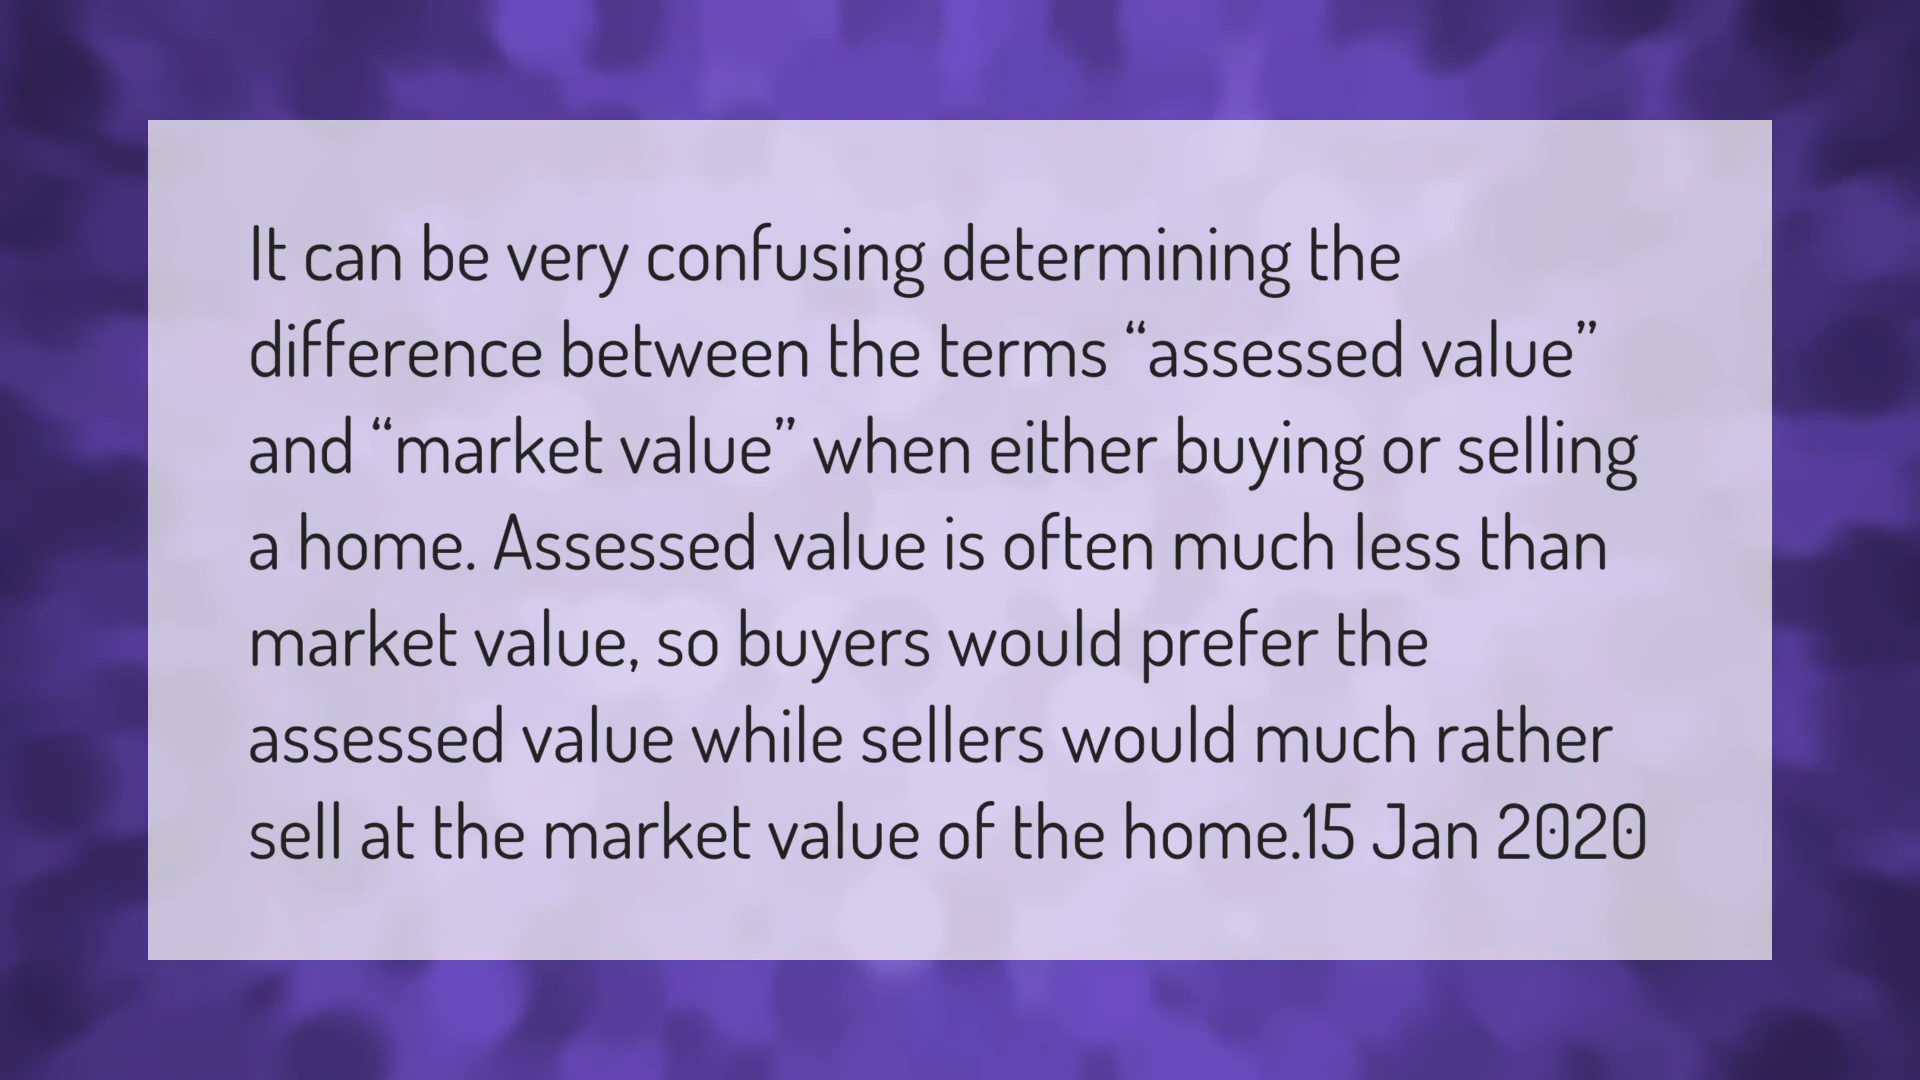 It can be very confusing determining the
difference between the terms “assessed value”
and “market value” when either buying or selling
a home. Assessed value is often much less than
market value, so buyers would prefer the
assessed value while sellers would much rather
sell at the market value of the home.15 Jan 2020